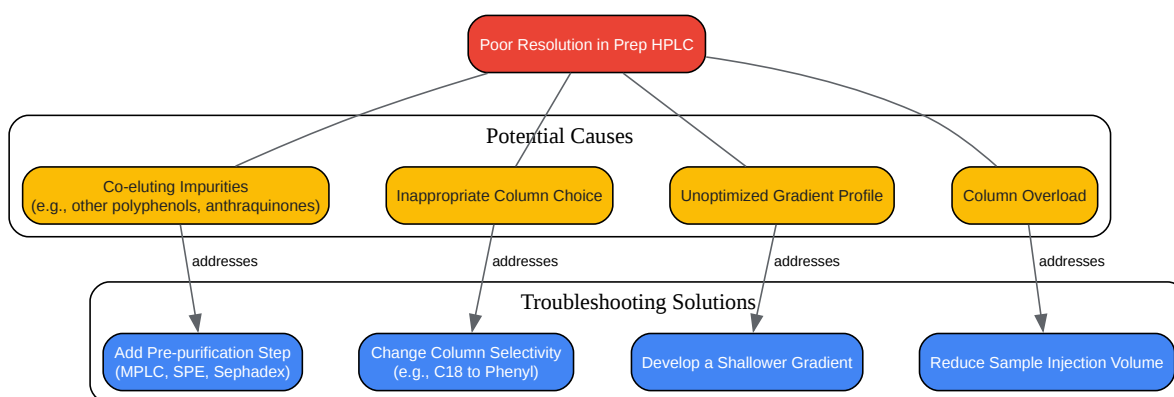 Poor Resolution in Prep HPLC
Potential Causes
Co-eluting Impurities
(e.g., other polyphenols, anthraquinones)
Inappropriate Column Choice
Unoptimized Gradient Profile
Column Overload
addresses
addresses
addresses
addresses
Troubleshooting Solutions
Add Pre-purification Step
(MPLC, SPE, Sephadex)
Change Column Selectivity
(e.g., C18 to Phenyl)
Develop a Shallower Gradient
Reduce Sample Injection Volume